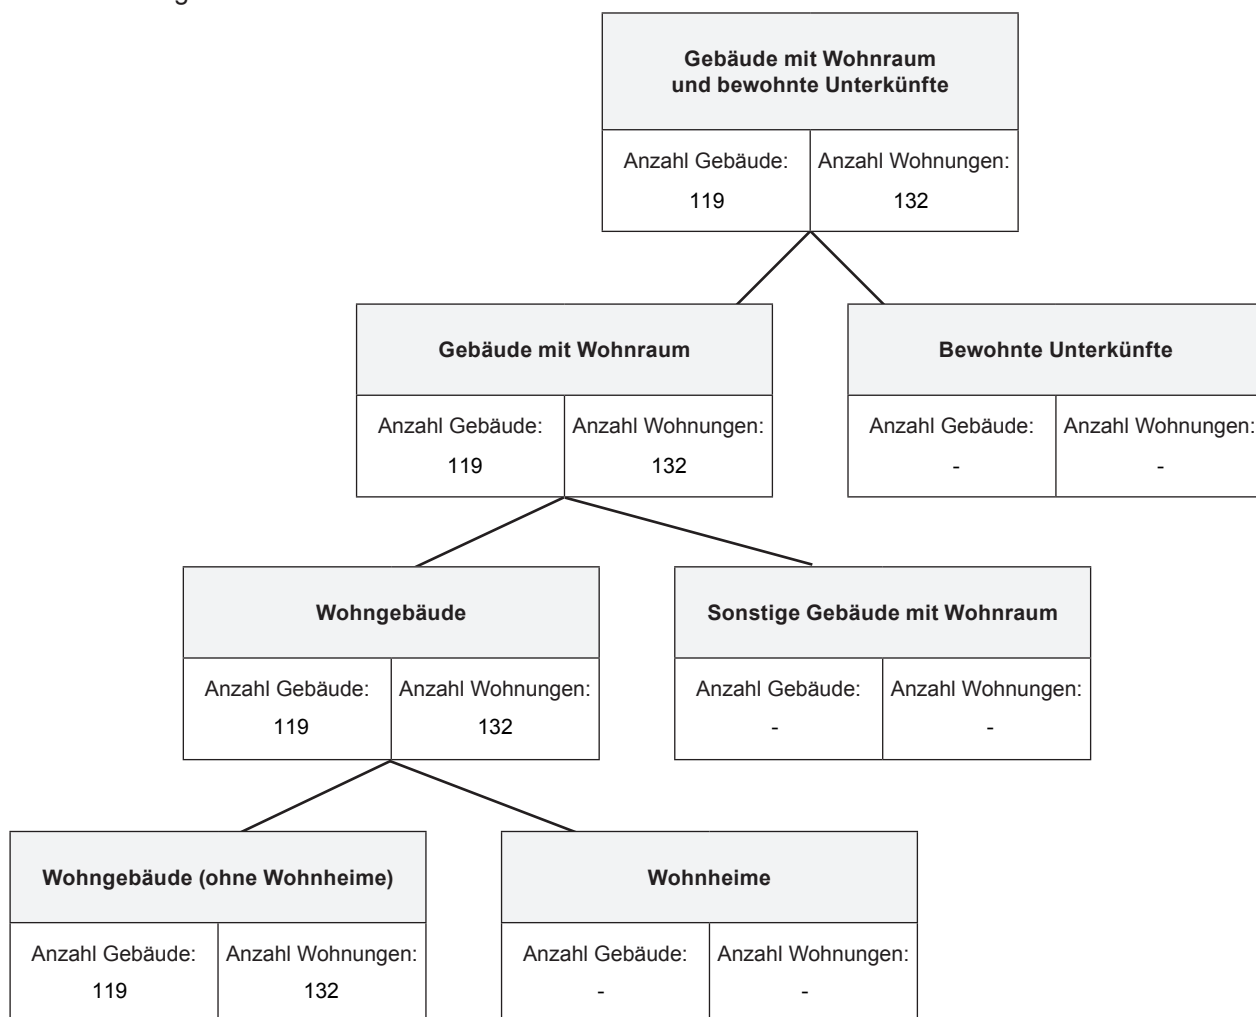 Gebäude mit Wohnraum
und bewohnte Unterkünfte
Anzahl Gebäude: Anzahl Wohnungen:
119 132
Gebäude mit Wohnraum Bewohnte Unterkünfte
Anzahl Gebäude: Anzahl Wohnungen: Anzahl Gebäude: Anzahl Wohnungen:
119 132 - -
Wohngebäude Sonstige Gebäude mit Wohnraum
Anzahl Gebäude: Anzahl Wohnungen: Anzahl Gebäude: Anzahl Wohnungen:
119 132 - -
Wohngebäude (ohne Wohnheime) Wohnheime
Anzahl Gebäude: Anzahl Wohnungen: Anzahl Gebäude: Anzahl Wohnungen:
119 132 - -